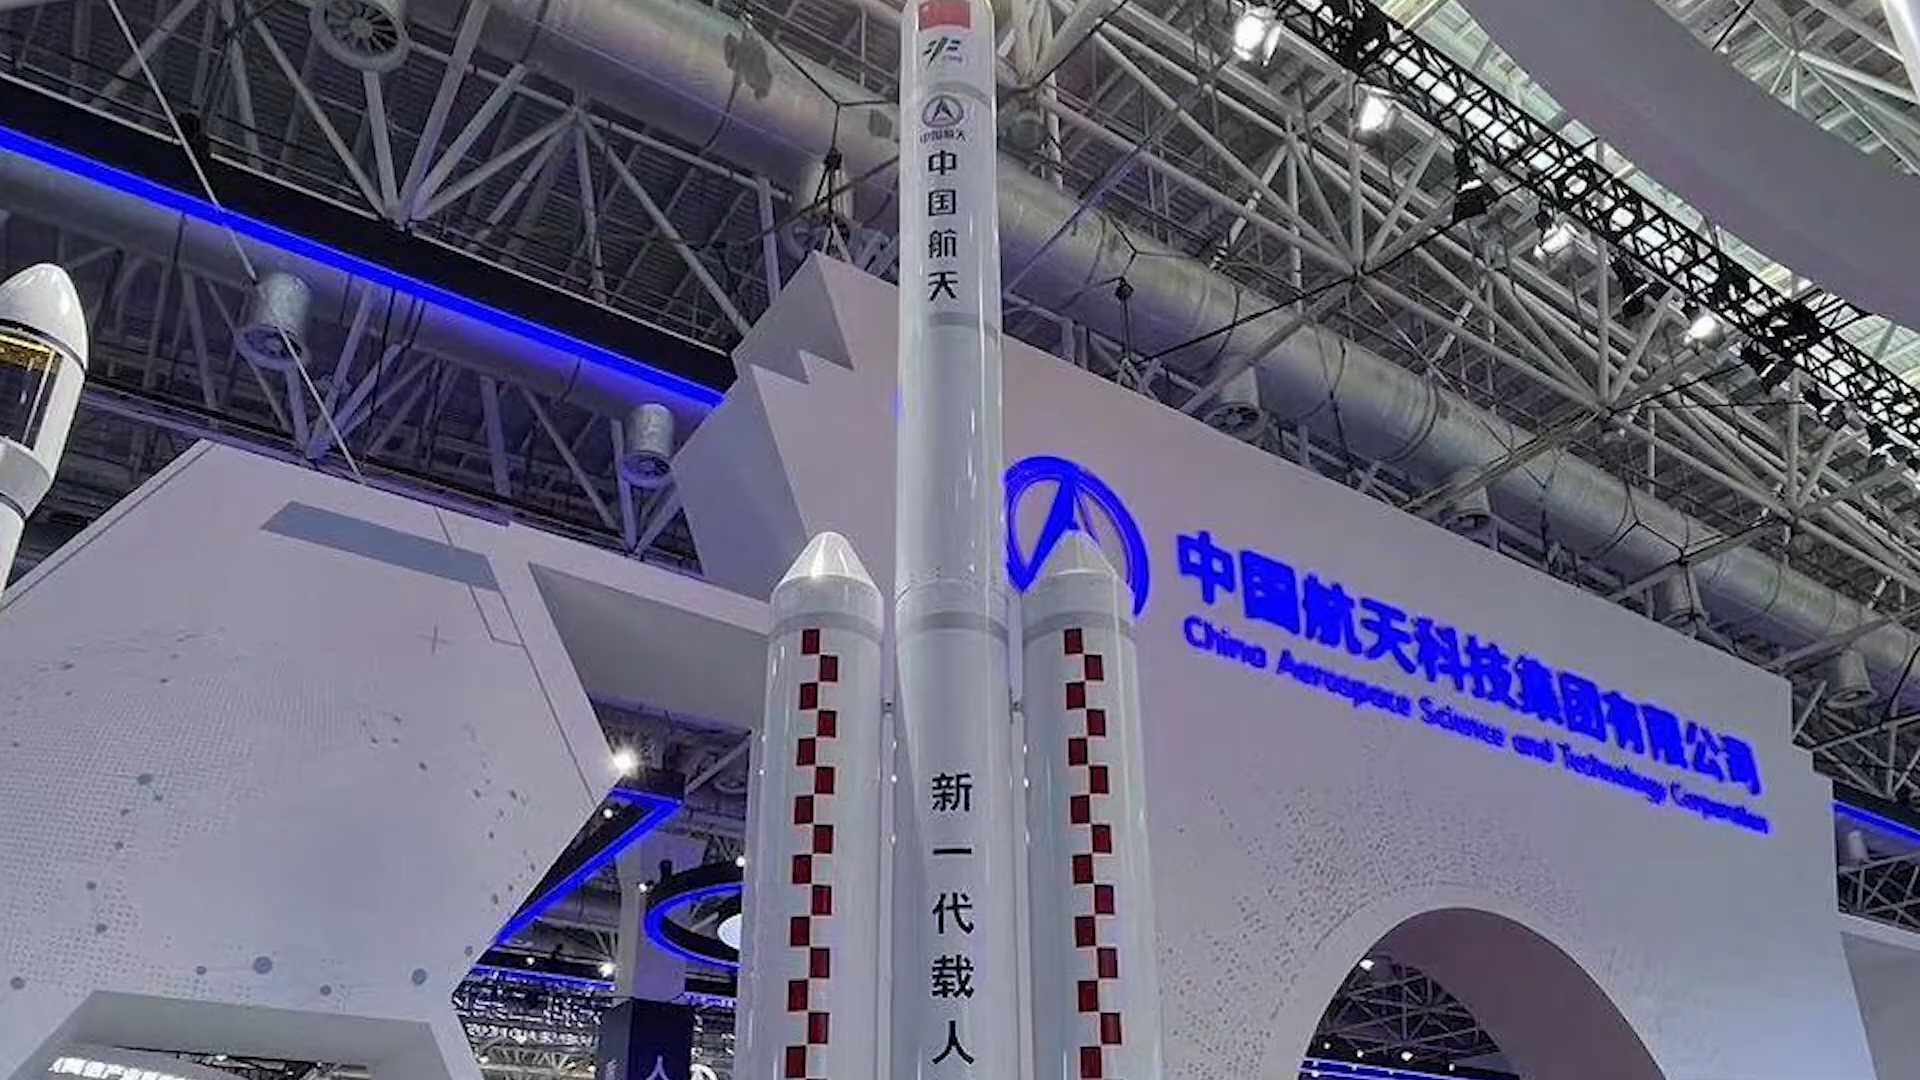 中国航天
中国航天
中国航天科技集团有限公司
China Aerospace Science and Technology Corporation
新一代载人
人